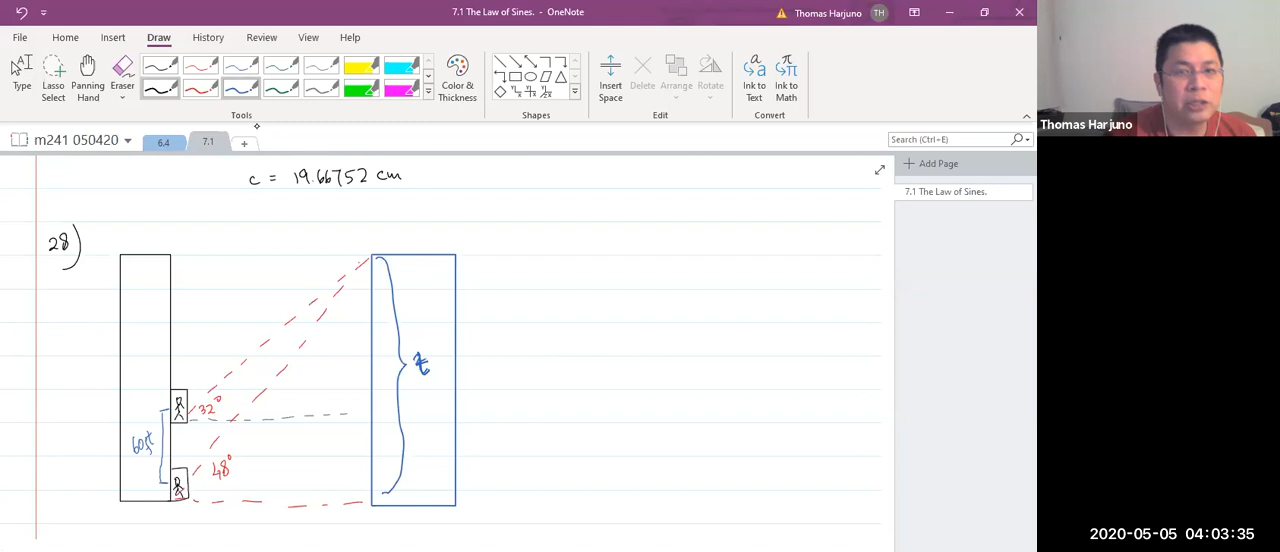 7.1 The Law of Sines. - OneNote
Thomas Harjuno
TH
File
Home
Insert
Draw
History
Review
View
Help
Type
Lasso Select
Panning Hand
Eraser
Color & Thickness
Insert Space
Delete
Arrange
Rotate
Ink to Text
Ink to Math
Tools
Shapes
Edit
Convert
Thomas Harjuno
m241 050420
6.4
7.1
Search (Ctrl+E)
Add Page
7.1 The Law of Sines.
c = 19.66752 cm
28)
32°
60ft
48°
2020-05-05 04:03:35